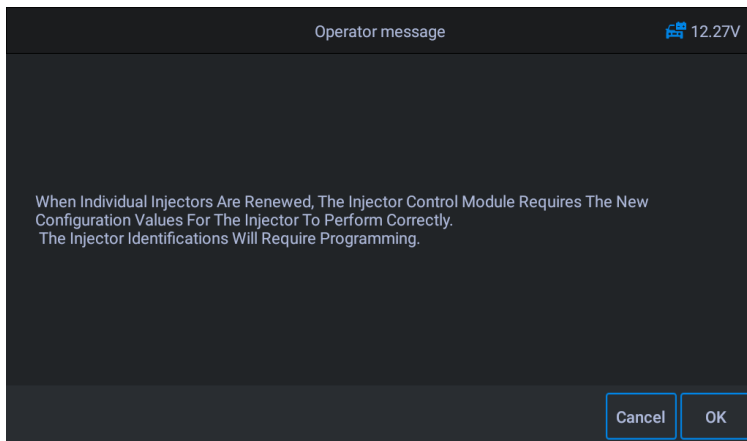 Operator message
12.27V
When Individual Injectors Are Renewed, The Injector Control Module Requires The New
Configuration Values For The Injector To Perform Correctly.
The Injector Identifications Will Require Programming.
Cancel
OK